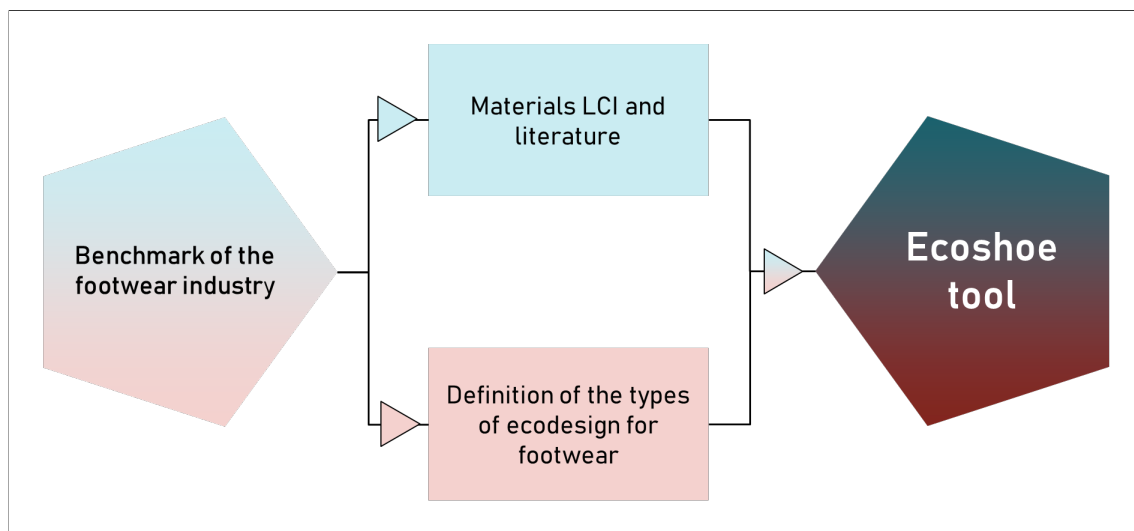 Materials LCI and
literature
Benchmark of the
footwear industry
Ecoshoe
tool
Definition of the types
of ecodesign for
footwear